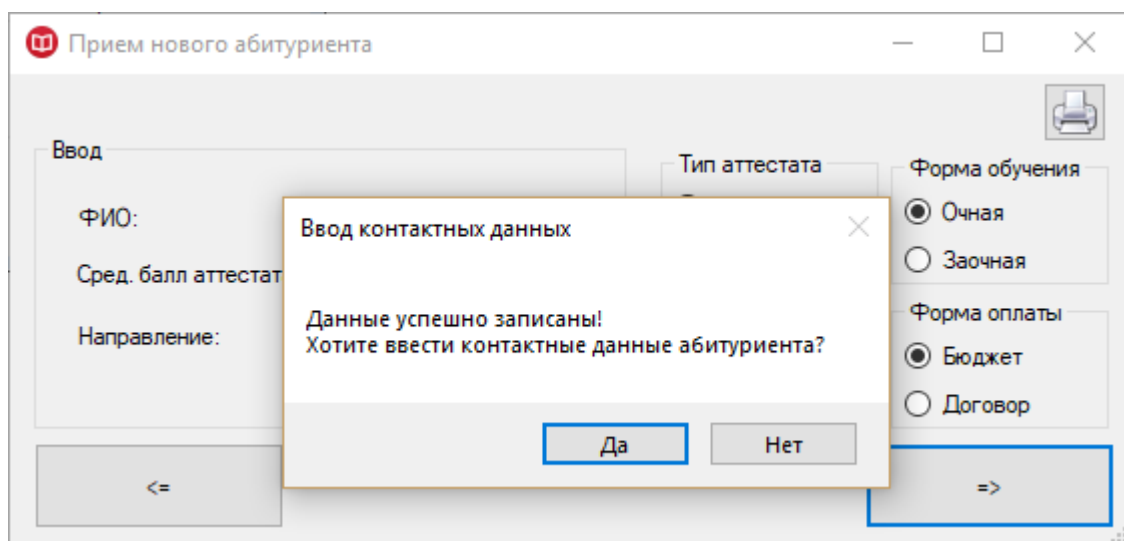 Прием нового абитуриента
Ввод
Тип аттестата
Форма обучения
ФИО:
Очная
Сред. балл аттестат
Заочная
Направление:
Форма оплаты
Бюджет
Договор
Ввод контактных данных
Данные успешно записаны!
Хотите ввести контактные данные абитуриента?
Да
Нет
<=
=>